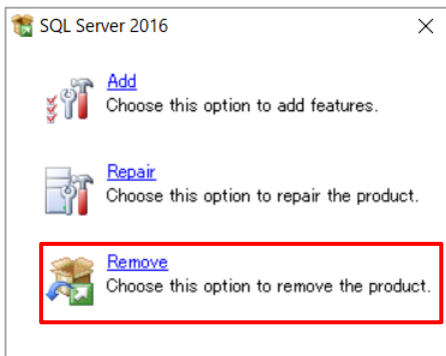 SQL Server 2016
Add
Choose this option to add features.
Repair
Choose this option to repair the product.
Remove
Choose this option to remove the product.